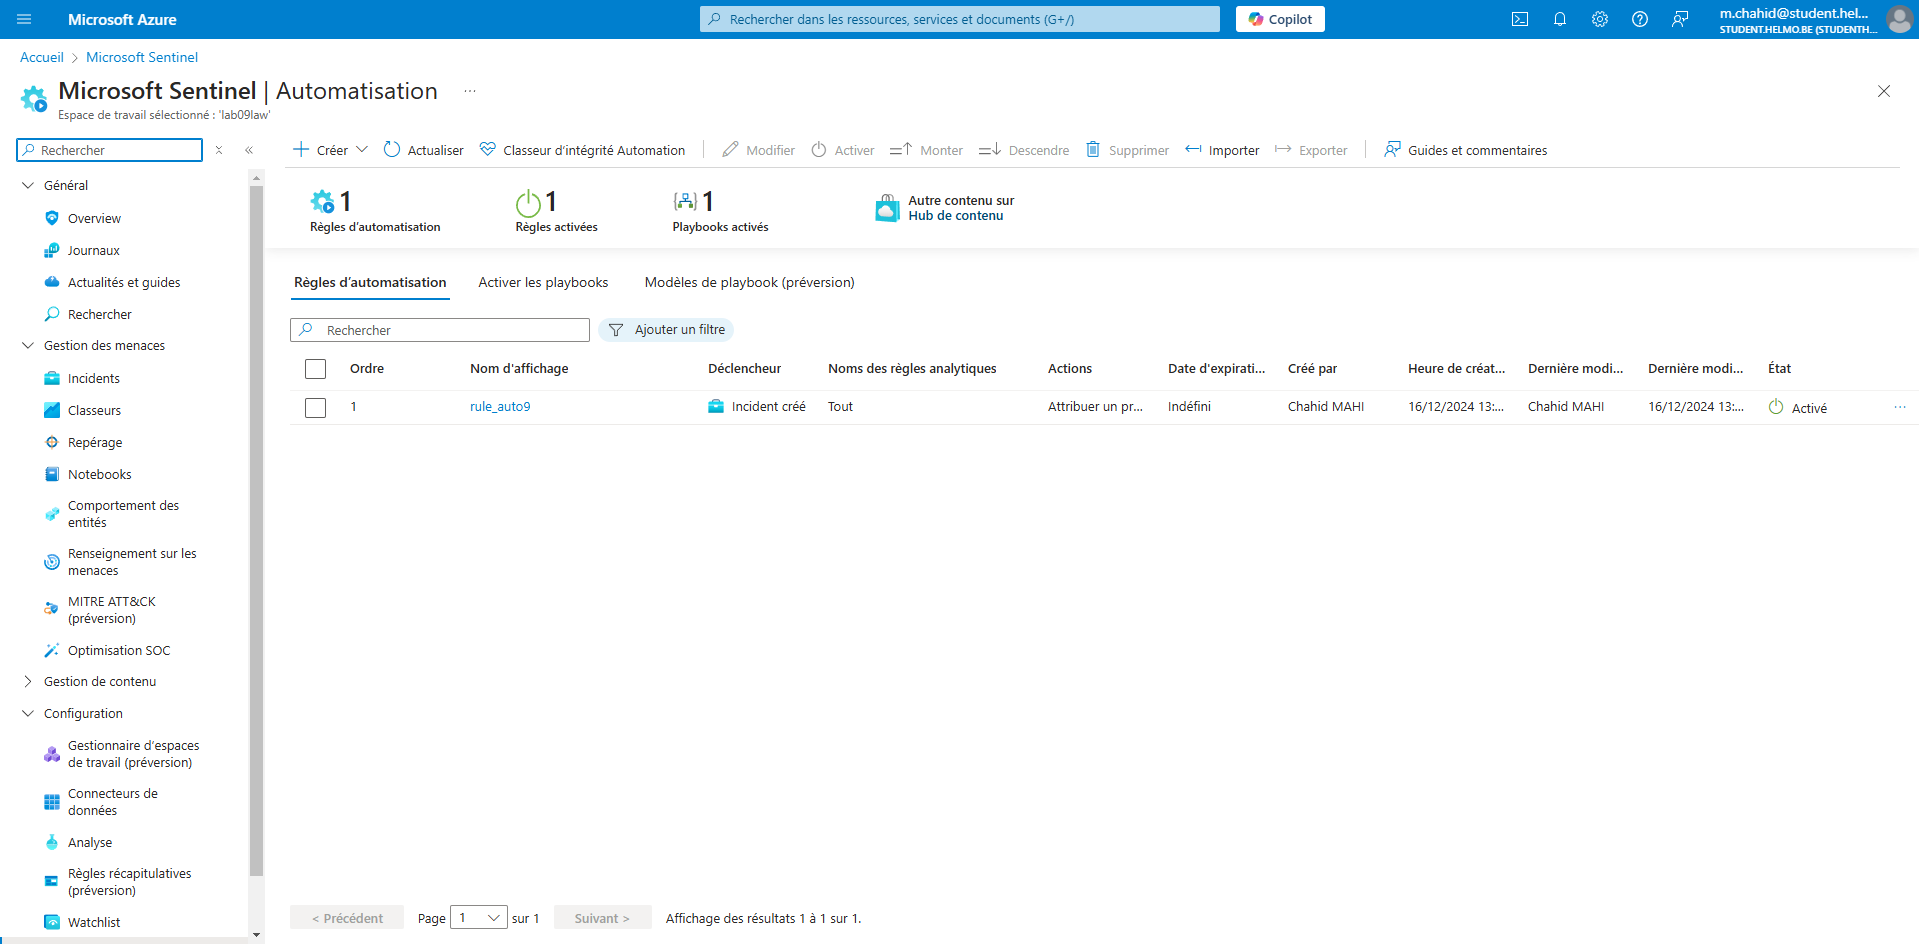 Microsoft Azure
Rechercher dans les ressources, services et documents (G+/)
Copilot
m.chahid@student.hel...
STUDENT.HELMO.BE (STUDENTH...
Accueil
Microsoft Sentinel
Microsoft Sentinel | Automatisation
...
Espace de travail sélectionné : 'lab09law'
Rechercher
Créer
Actualiser
Classeur d'intégrité Automation
Modifier
Activer
Monter
Descendre
Supprimer
Importer
Exporter
Guides et commentaires
Général
Overview
Journaux
Actualités et guides
Rechercher
Gestion des menaces
Incidents
Classeurs
Repérage
Notebooks
Comportement des
entités
Renseignement sur les
menaces
MITRE ATT&CK
(préversion)
Optimisation SOC
Gestion de contenu
Configuration
Gestionnaire d'espaces
de travail (préversion)
Connecteurs de
données
Analyse
Règles récapitulatives
(préversion)
Watchlist
1
Règles d'automatisation
1
Règles activées
1
Playbooks activés
Autre contenu sur
Hub de contenu
Règles d'automatisation
Activer les playbooks
Modèles de playbook (préversion)
Rechercher
Ajouter un filtre
Ordre Nom d'affichage Déclencheur Noms des règles analytiques Actions Date d'expirati... Créé par Heure de créat... Dernière modi... Dernière modi... État
1 rule_auto9 Incident créé Tout Attribuer un pr... Indéfini Chahid MAHI 16/12/2024 13:... Chahid MAHI 16/12/2024 13:... Activé ...
< Précédent Page 1 sur 1 Suivant > Affichage des résultats 1 à 1 sur 1.